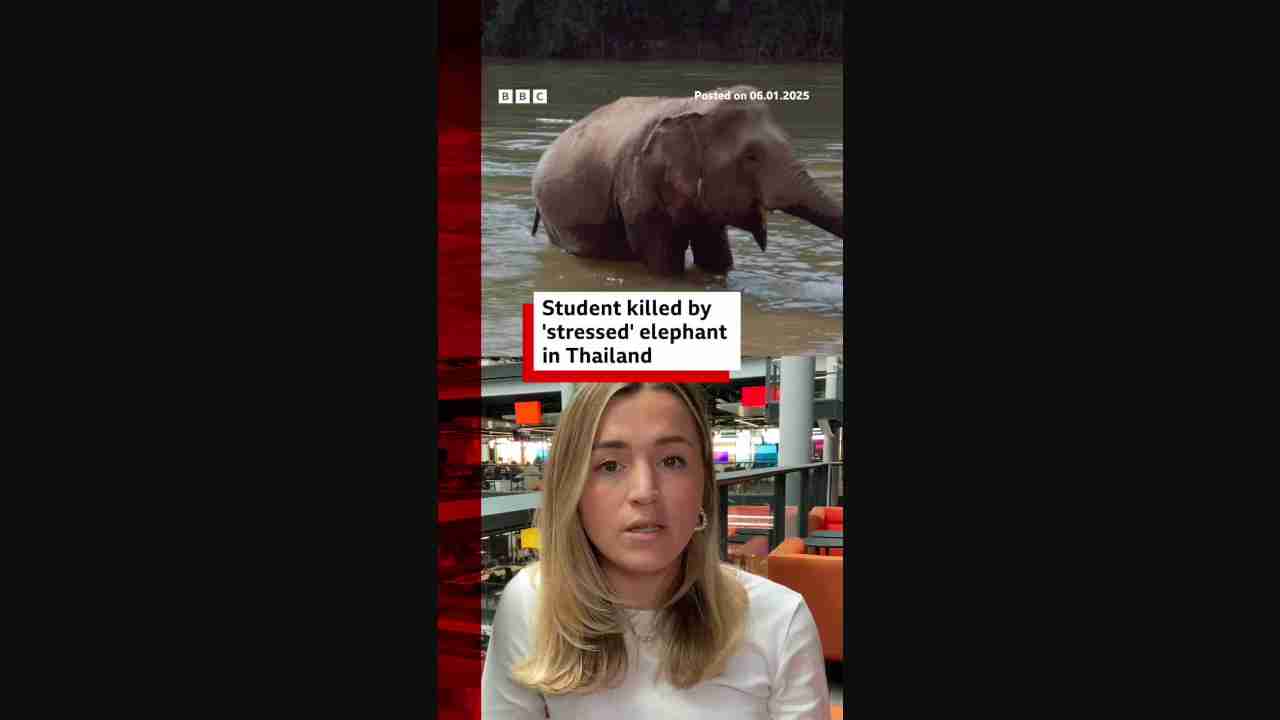 BBC
Posted on 06.01.2025
Student killed by
'stressed' elephant
in Thailand